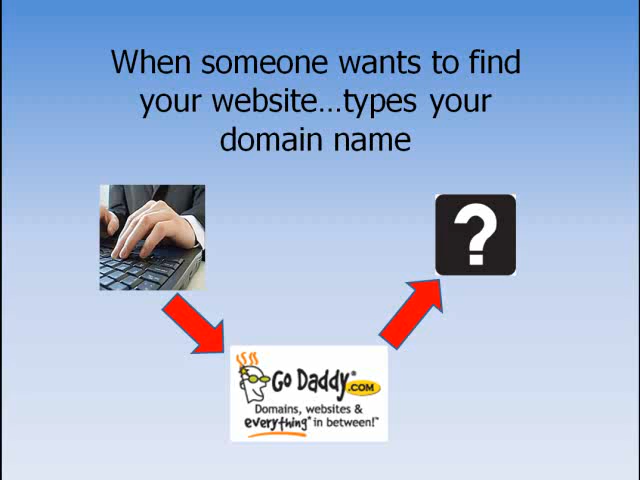 When someone wants to find
your website…types your
domain name
?
Go Daddy®.COM
Domains, websites &
everything® in between!™